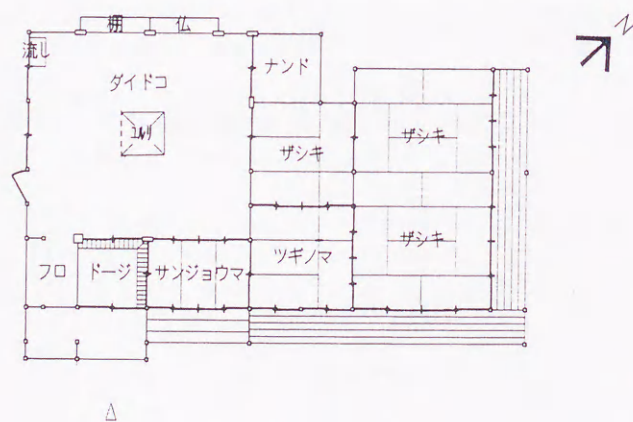 棚 仏
流し
ナンド
ダイドコ
ユルリ
ザシキ
ザシキ
ザシキ
ツギノマ
フロ
ドージ
サンジョウマ
N